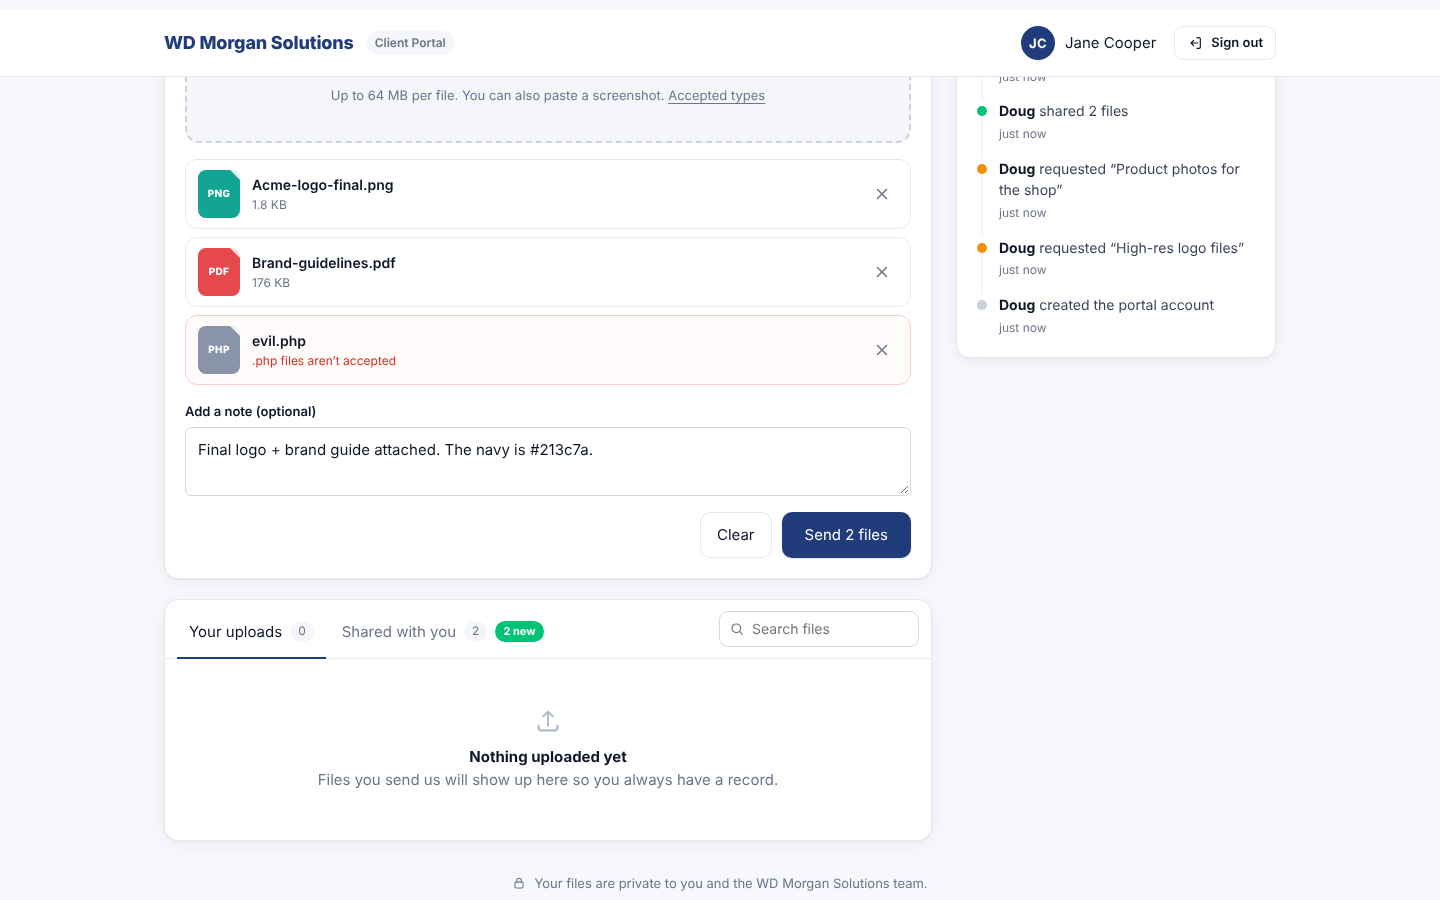 WD Morgan Solutions Client Portal
JC Jane Cooper Sign out
Up to 64 MB per file. You can also paste a screenshot. Accepted types
PNG
Acme-logo-final.png
1.8 KB
PDF
Brand-guidelines.pdf
176 KB
PHP
evil.php
.php files aren’t accepted
Add a note (optional)
Final logo + brand guide attached. The navy is #213c7a.
Clear Send 2 files
just now
Doug shared 2 files
just now
Doug requested “Product photos for
the shop”
just now
Doug requested “High-res logo files”
just now
Doug created the portal account
just now
Your uploads 0 Shared with you 2 2 new Search files
Nothing uploaded yet
Files you send us will show up here so you always have a record.
Your files are private to you and the WD Morgan Solutions team.